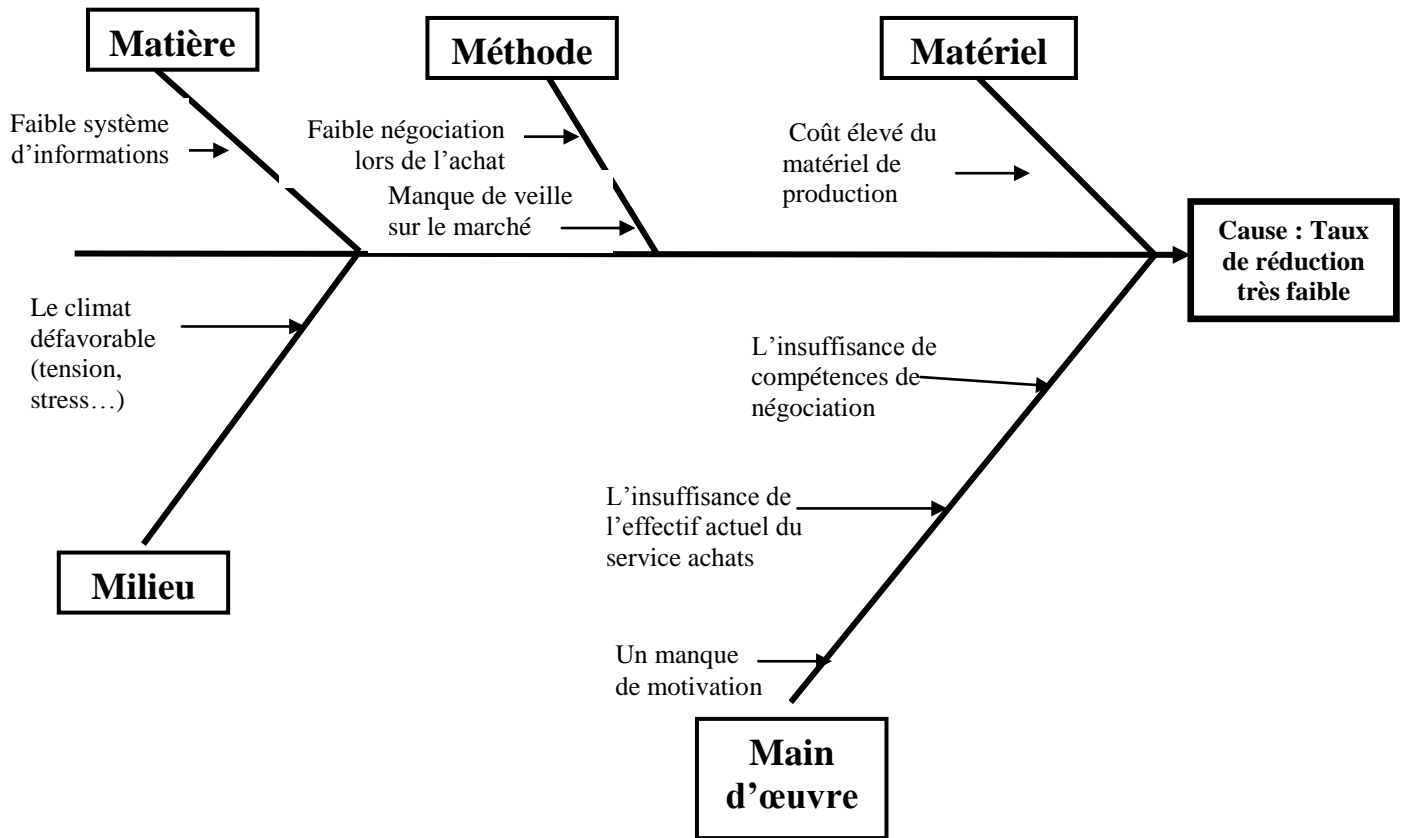 Matière
Méthode
Matériel
Faible système
d’informations
Faible négociation
lors de l’achat
Manque de veille
sur le marché
Coût élevé du
matériel de
production
Cause : Taux
de réduction
très faible
Le climat
défavorable
(tension,
stress…)
L’insuffisance de
compétences de
négociation
L’insuffisance de
l’effectif actuel du
service achats
Un manque
de motivation
Milieu
Main
d’œuvre